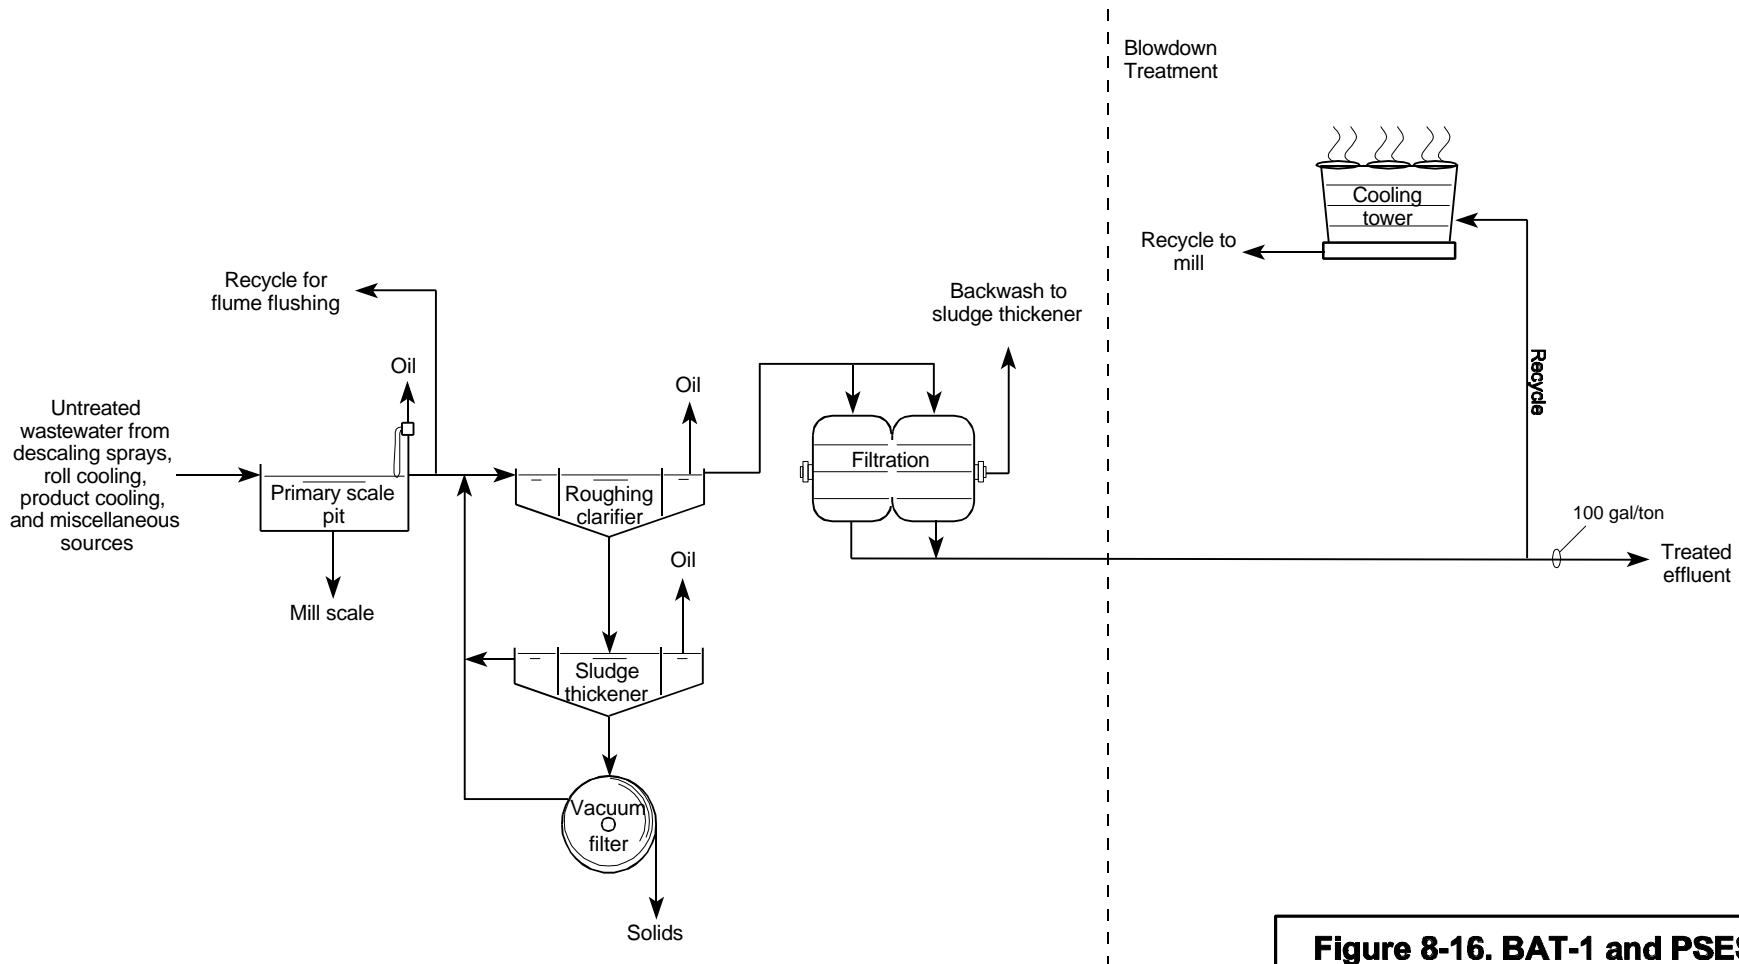 Blowdown
Treatment
Cooling
tower
Recycle to
mill
Recycle for
flume flushing
Backwash to
sludge thickener
Recycle
Oil
Oil
Untreated
wastewater from
descaling sprays,
roll cooling,
product cooling,
and miscellaneous
sources
Primary scale
pit
Roughing
clarifier
Filtration
100 gal/ton
Treated
effluent
Mill scale
Oil
Sludge
thickener
Vacuum
filter
Solids
Figure 8-16. BAT-1 and PSES